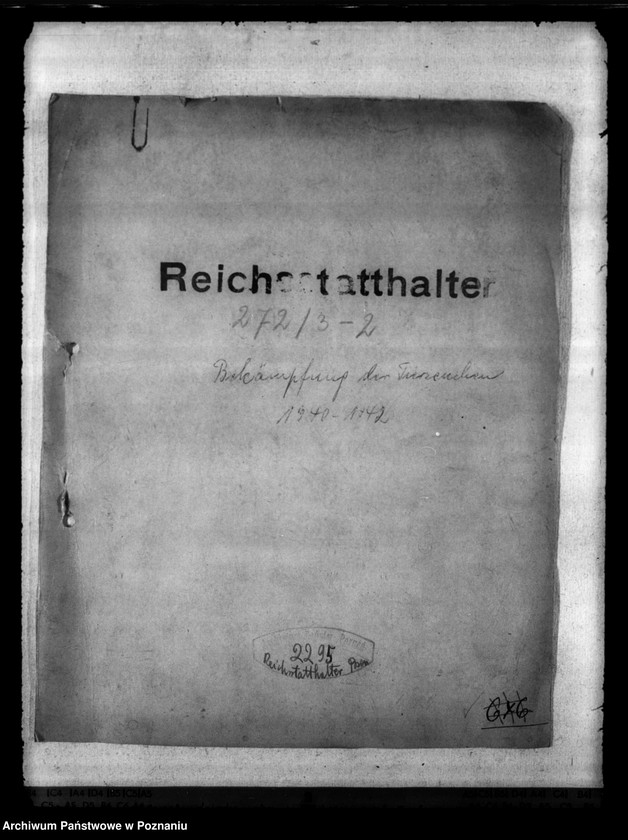 Reichsstatthalter
272/3-2
Bekämpfung der Tierseuchen
1940-1942
2295
Reichsstatthalter Posen
Archiwum Państwowe w Poznaniu